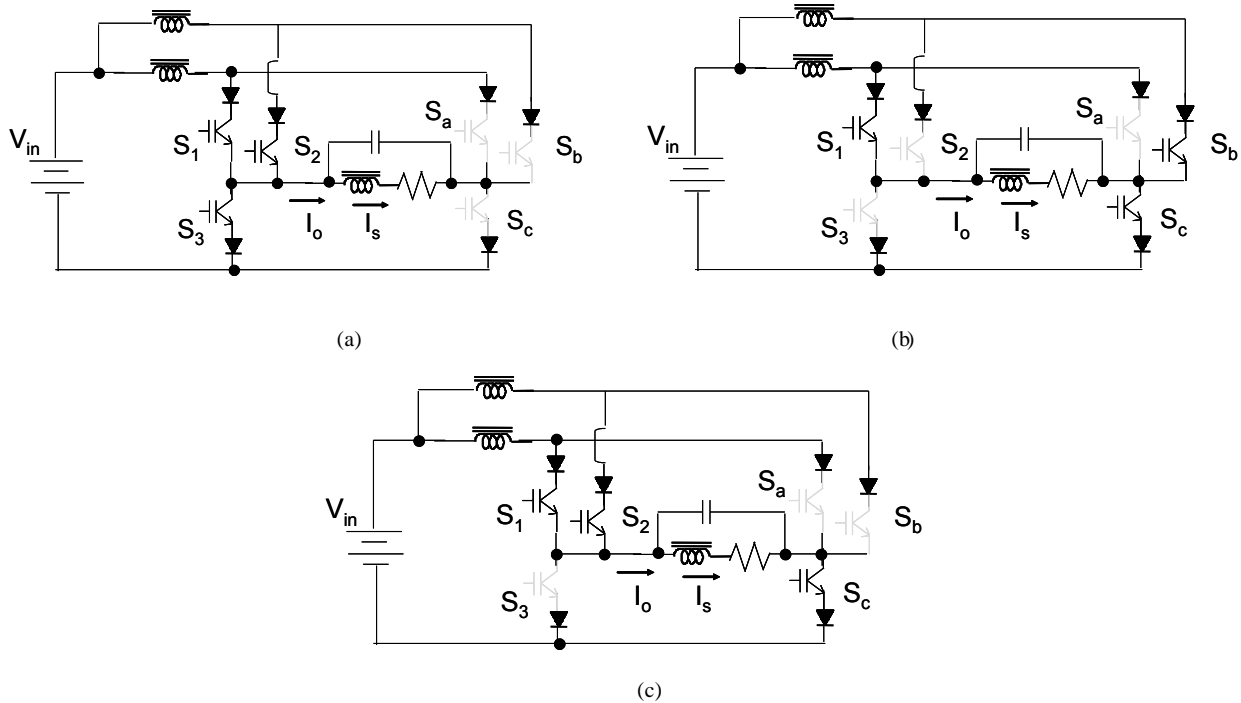 V_in
S_1
S_2
S_a
S_b
S_3
I_o
I_s
S_c
(a)
V_in
S_1
S_2
S_a
S_b
S_3
I_o
I_s
S_c
(b)
V_in
S_1
S_2
S_a
S_b
S_3
I_o
I_s
S_c
(c)